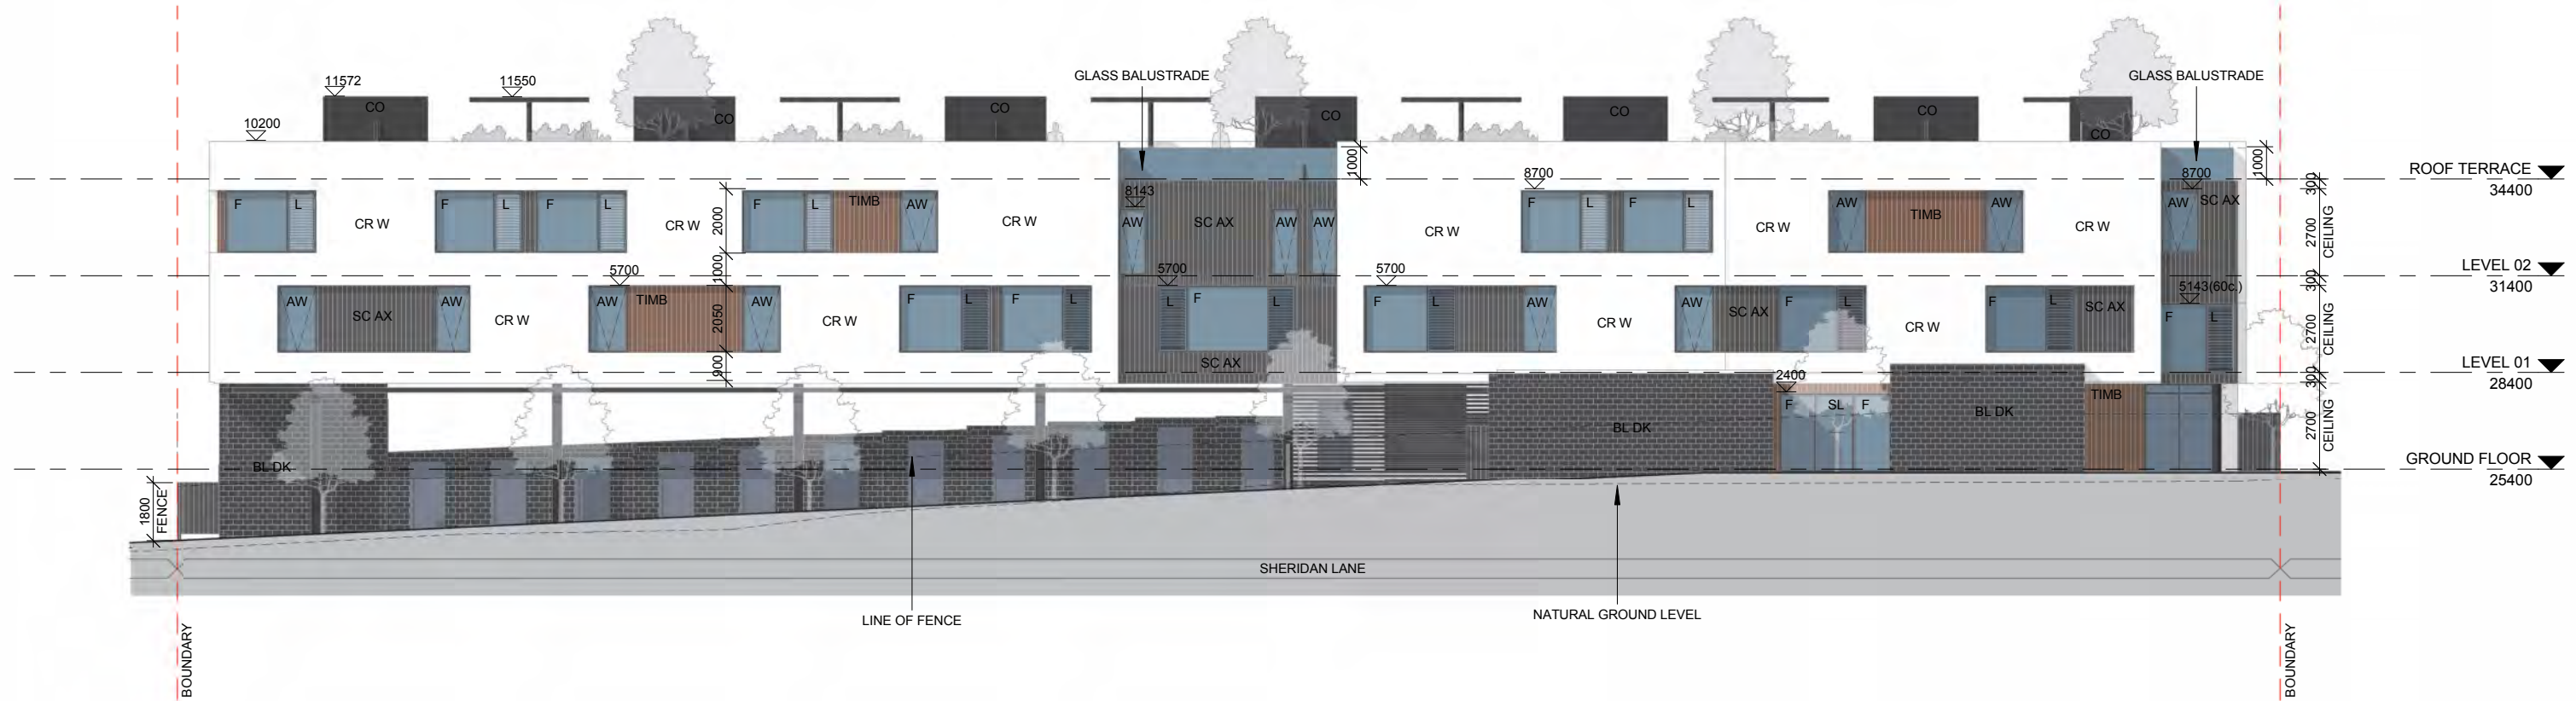 GLASS BALUSTRADE
GLASS BALUSTRADE
11572
11550
CO
CO
CO
CO
CO
CO
CO
10200
1000
1000
ROOF TERRACE
34400
8143
8700
8700
300
F L
F L F L
F L TIMB AW
AW SC AX AW AW
F L F L
AW TIMB AW
AW SC AX
CR W
CR W
CR W
CR W
CR W
CR W
2000
2700
CEILING
1000
LEVEL 02
31400
300
5700
5700
5700
5143(60c.)
AW SC AX AW
AW TIMB AW
F L F L
L F L
F L
AW SC AX F L
F L SC AX
F L
CR W
CR W
CR W
CR W
2050
2700
CEILING
SC AX
900
LEVEL 01
28400
300
2400
F SL F
TIMB
BL DK
BL DK
BL DK
2700
CEILING
GROUND FLOOR
25400
1800
FENCE
SHERIDAN LANE
LINE OF FENCE
NATURAL GROUND LEVEL
BOUNDARY
BOUNDARY